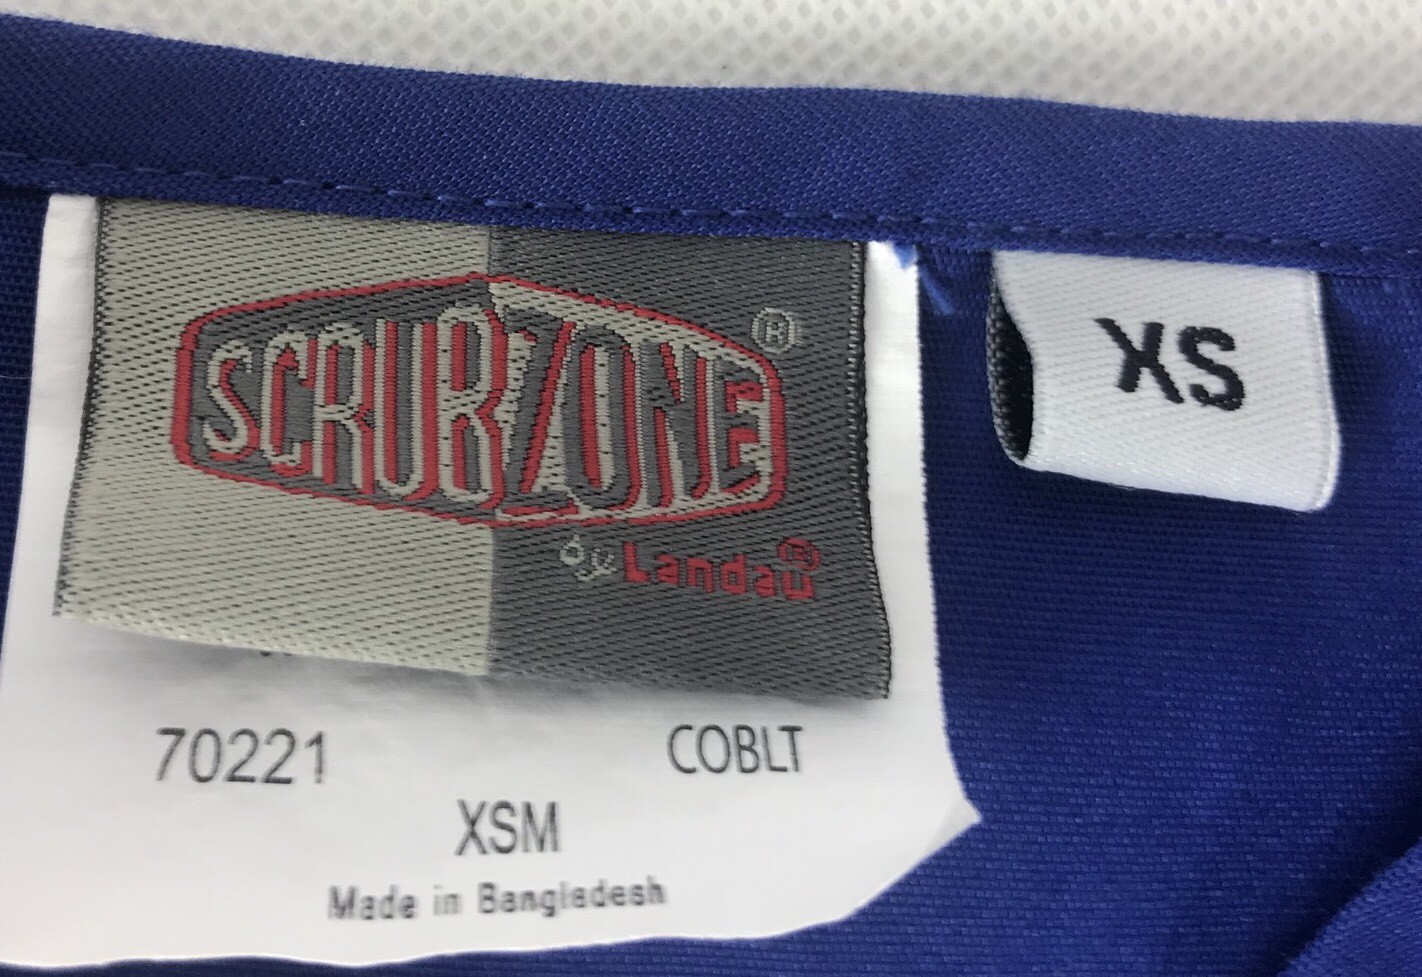 SCRUBZONE ®
by Landau®
XS
70221 COBLT
XSM
Made in Bangladesh